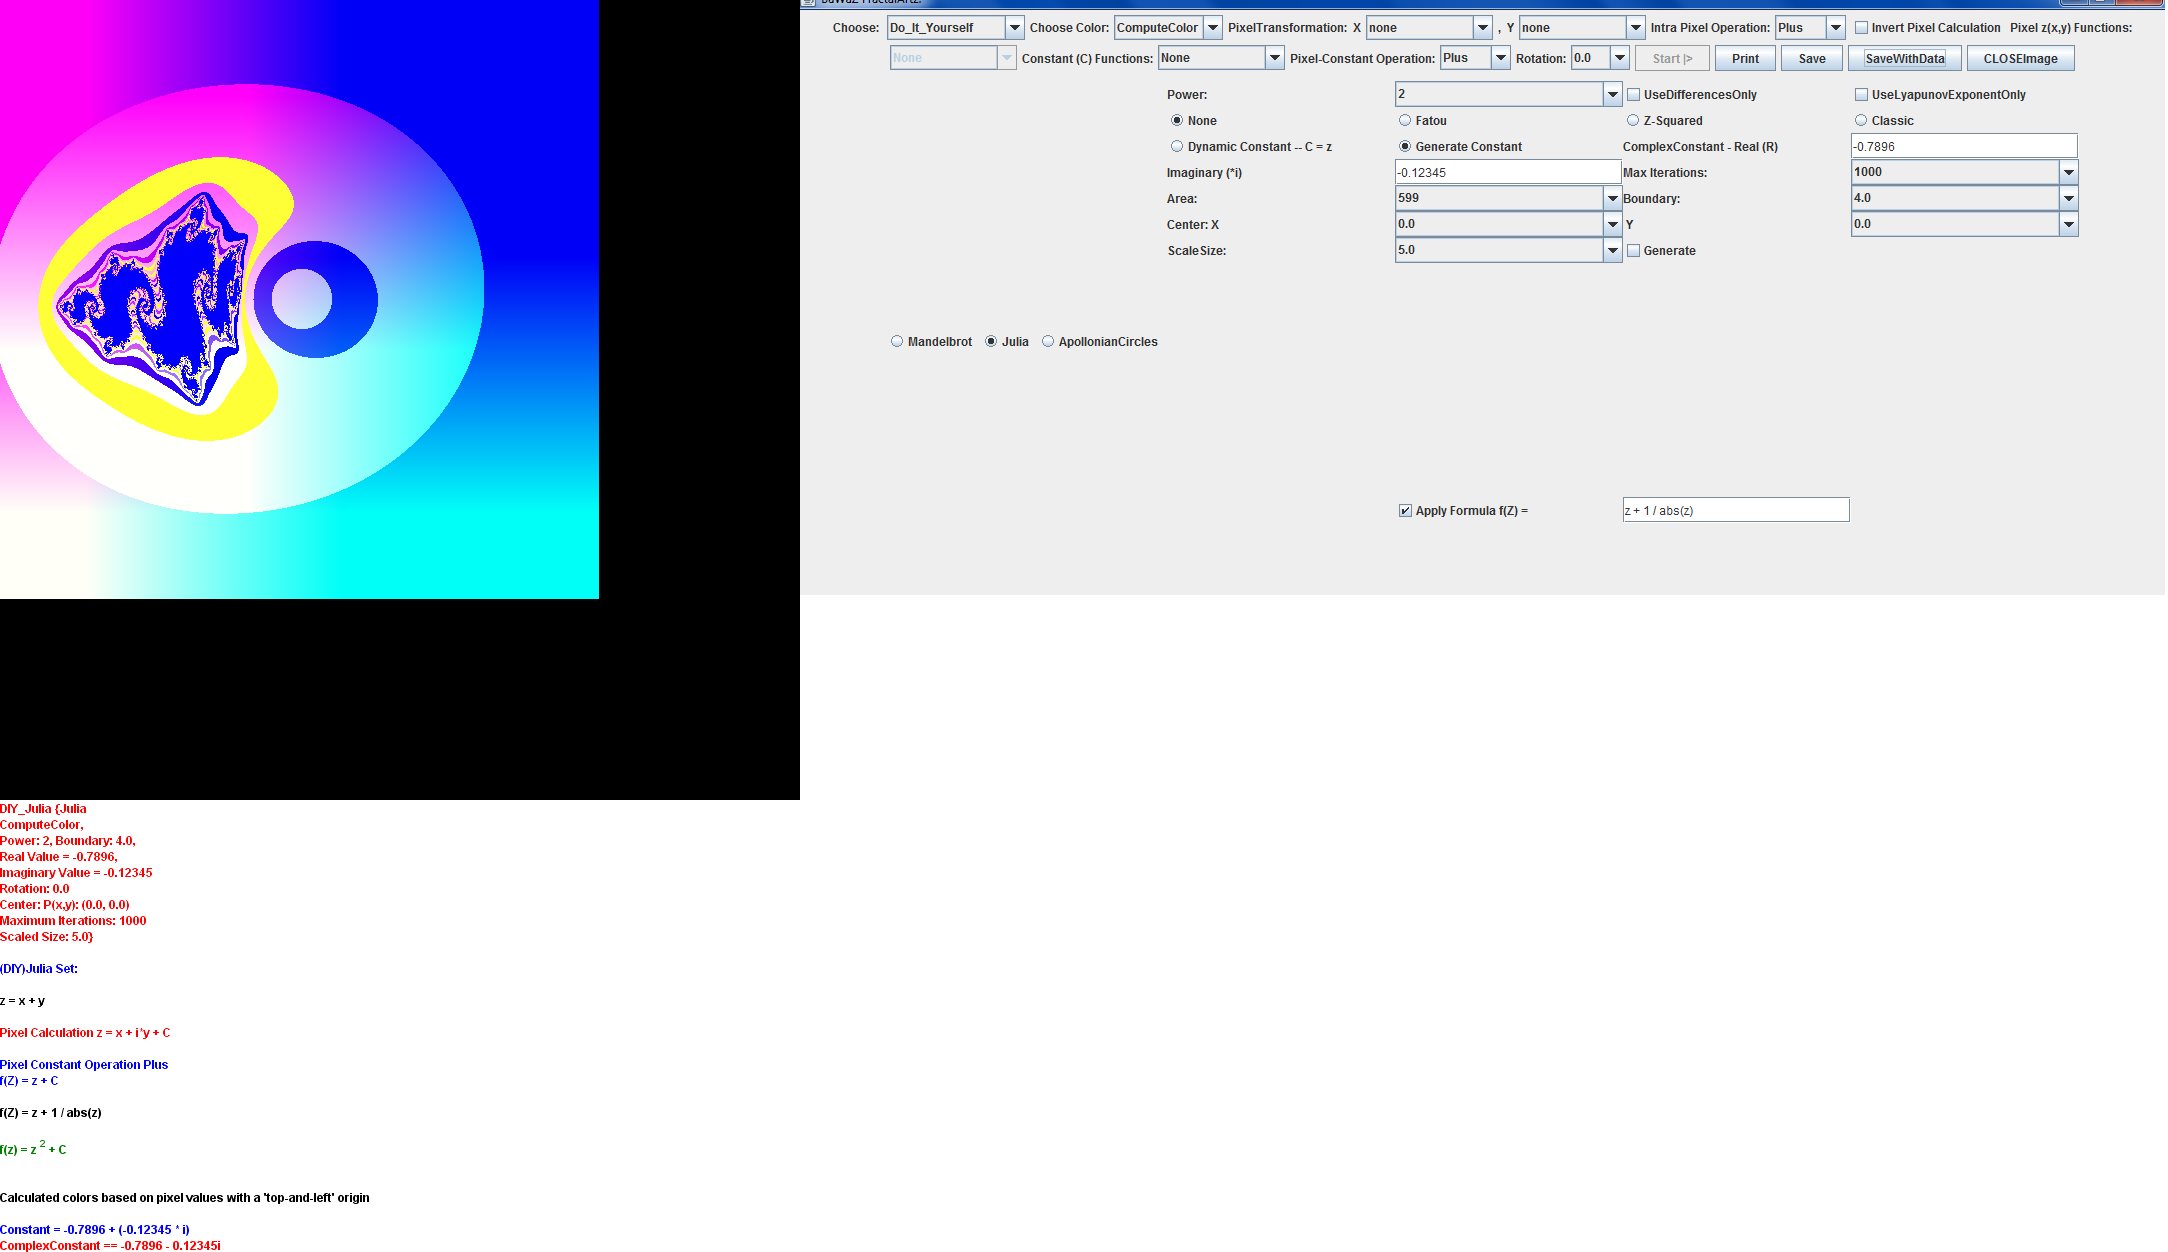 BaWaZ FractalArtz:
Choose: Do_It_Yourself Choose Color: ComputeColor PixelTransformation: X none , Y none Intra Pixel Operation: Plus Invert Pixel Calculation Pixel z(x,y) Functions:
None Constant (C) Functions: None Pixel-Constant Operation: Plus Rotation: 0.0 Start |> Print Save SaveWithData CLOSEImage
Power: 2 UseDifferencesOnly UseLyapunovExponentOnly
None Fatou Z-Squared Classic
Dynamic Constant -- C = z Generate Constant ComplexConstant - Real (R) -0.7896
Imaginary (*i) -0.12345 Max Iterations: 1000
Area: 599 Boundary: 4.0
Center: X 0.0 Y 0.0
ScaleSize: 5.0 Generate
Mandelbrot Julia ApollonianCircles
Apply Formula f(Z) = z + 1 / abs(z)
DIY_Julia {Julia
ComputeColor,
Power: 2, Boundary: 4.0,
Real Value = -0.7896,
Imaginary Value = -0.12345
Rotation: 0.0
Center: P(x,y): (0.0, 0.0)
Maximum Iterations: 1000
Scaled Size: 5.0}
(DIY)Julia Set:
z = x + y
Pixel Calculation z = x + i*y + C
Pixel Constant Operation Plus
f(Z) = z + C
f(Z) = z + 1 / abs(z)
f(z) = z 2 + C
Calculated colors based on pixel values with a 'top-and-left' origin
Constant = -0.7896 + (-0.12345 * i)
ComplexConstant == -0.7896 - 0.12345i